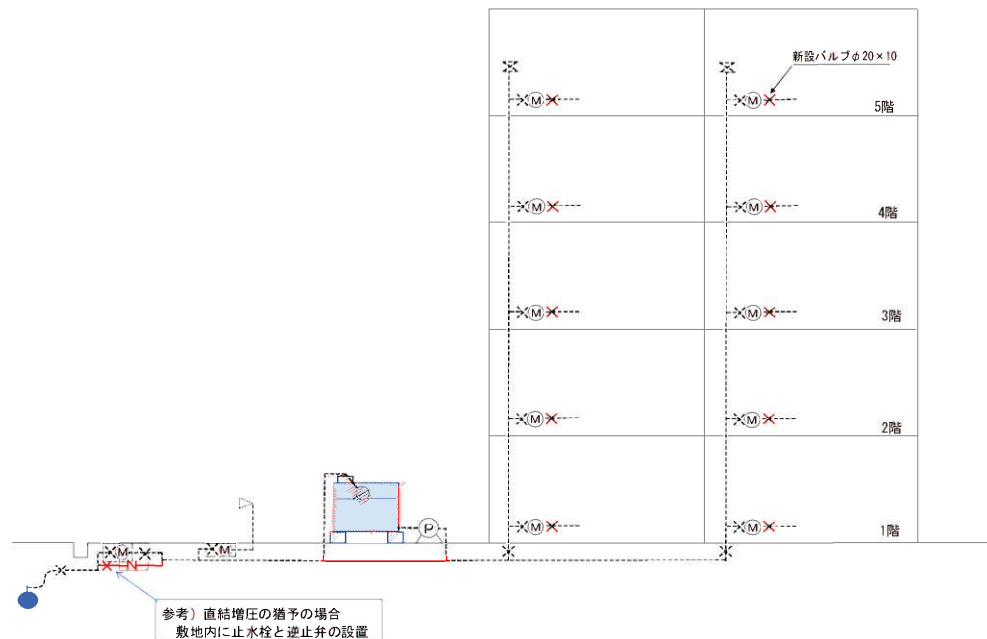 新設バルブφ20×10
M M 5階
M M 4階
M M 3階
M M 2階
P M M 1階
M M
N
参考）直結増圧の猶予の場合
敷地内に止水栓と逆止弁の設置